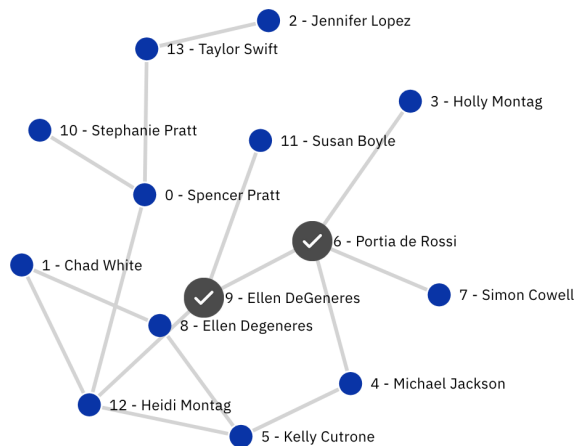 2 - Jennifer Lopez
13 - Taylor Swift
3 - Holly Montag
10 - Stephanie Pratt
11 - Susan Boyle
0 - Spencer Pratt
6 - Portia de Rossi
1 - Chad White
7 - Simon Cowell
9 - Ellen DeGeneres
8 - Ellen Degeneres
4 - Michael Jackson
12 - Heidi Montag
5 - Kelly Cutrone